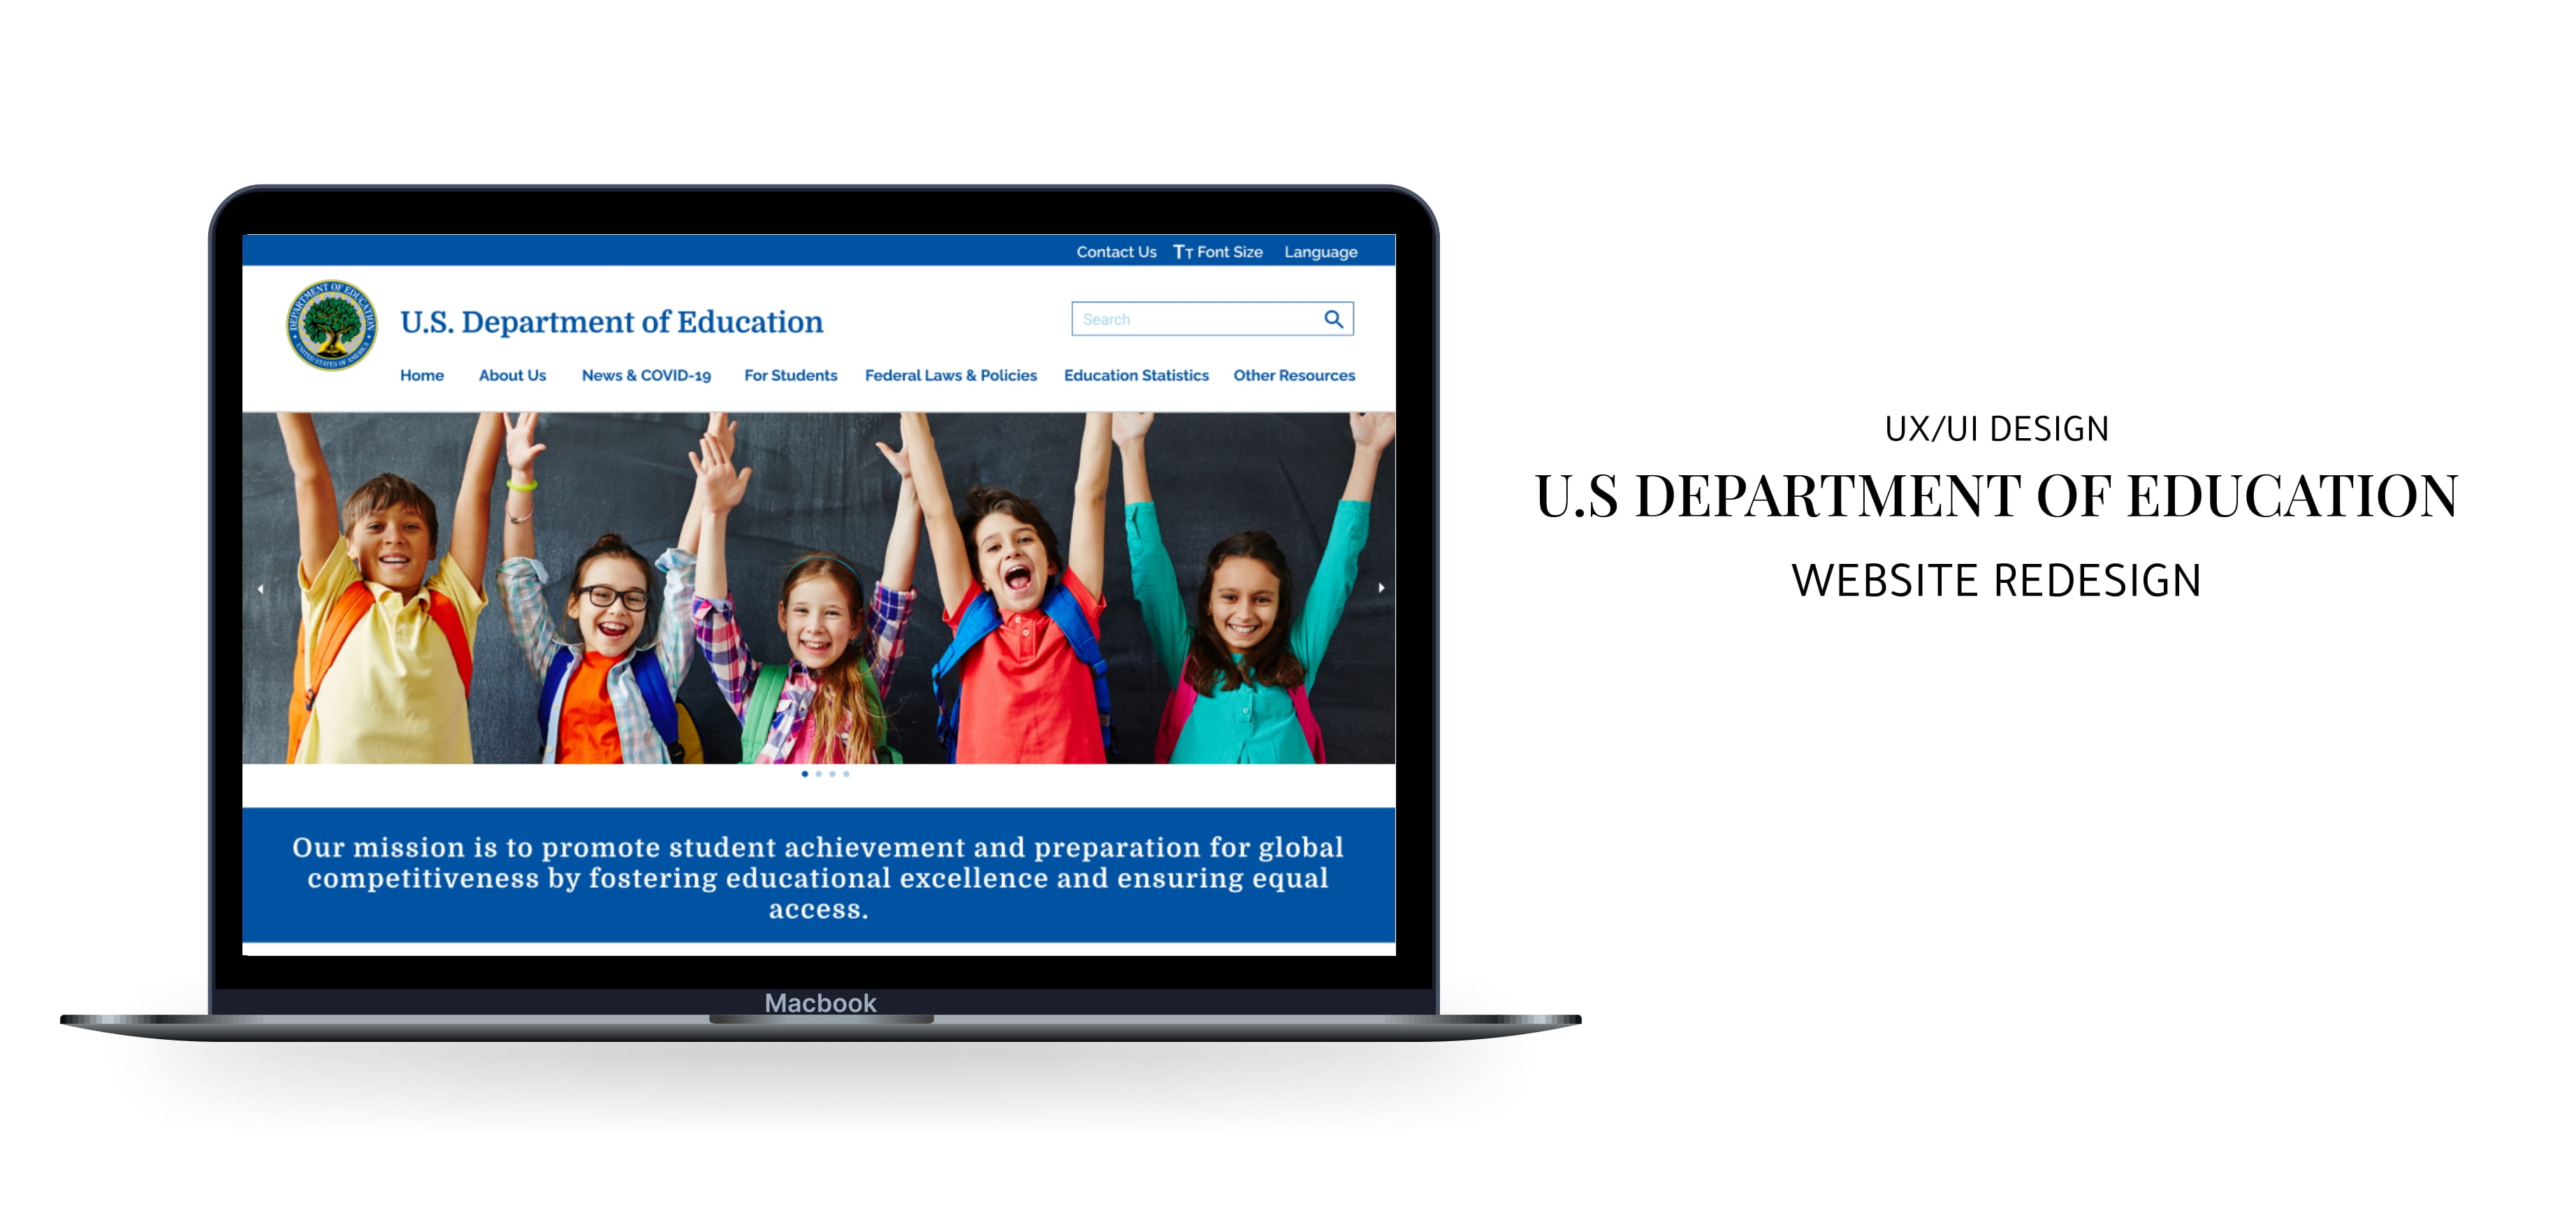 Contact Us TT Font Size Language
DEPARTMENT OF EDUCATION
UNITED STATES OF AMERICA
U.S. Department of Education
Search
Home About Us News & COVID-19 For Students Federal Laws & Policies Education Statistics Other Resources
Our mission is to promote student achievement and preparation for global
competitiveness by fostering educational excellence and ensuring equal
access.
Macbook
UX/UI DESIGN
U.S DEPARTMENT OF EDUCATION
WEBSITE REDESIGN